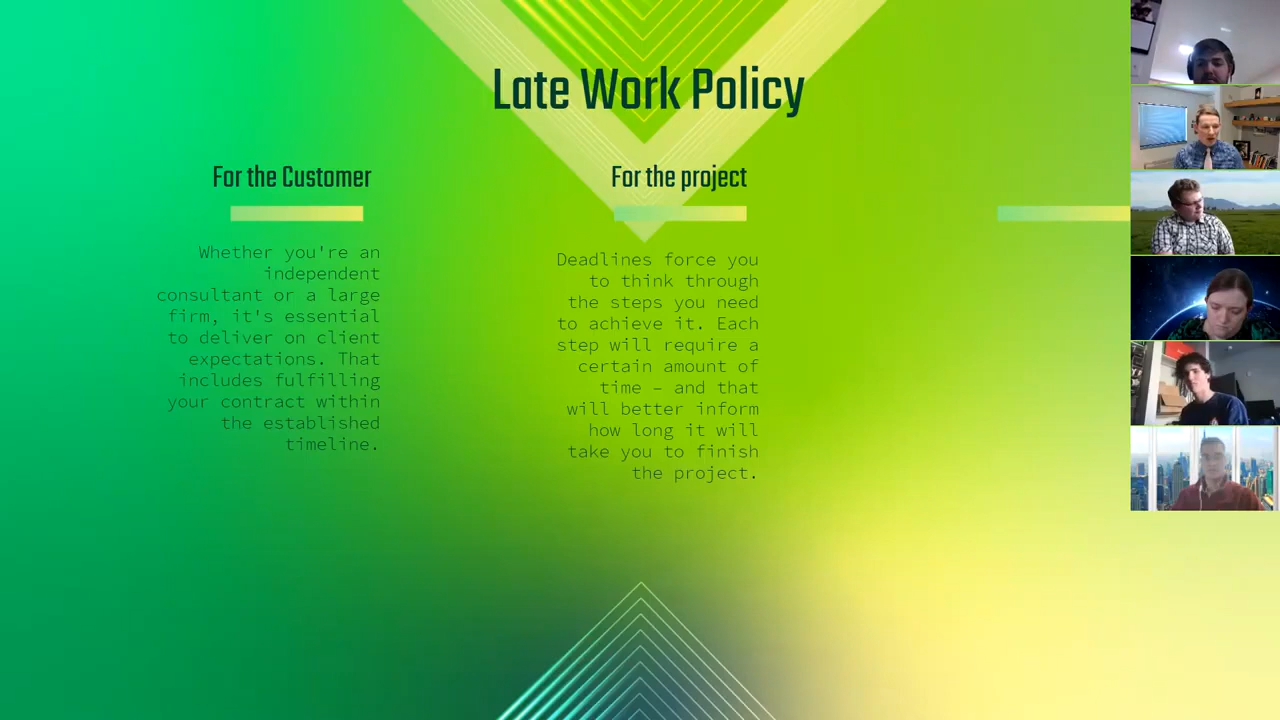 Late Work Policy
For the Customer
Whether you're an
independent
consultant or a large
firm, it's essential
to deliver on client
expectations. That
includes fulfilling
your contract within
the established
timeline.
For the project
Deadlines force you
to think through
the steps you need
to achieve it. Each
step will require a
certain amount of
time – and that
will better inform
how long it will
take you to finish
the project.